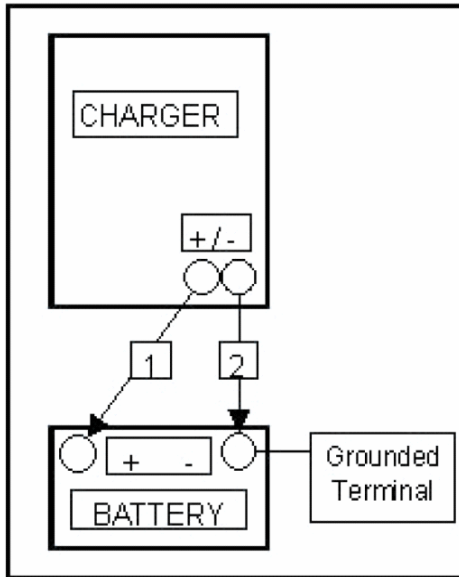 CHARGER
+/-
1
2
+ -
BATTERY
Grounded
Terminal